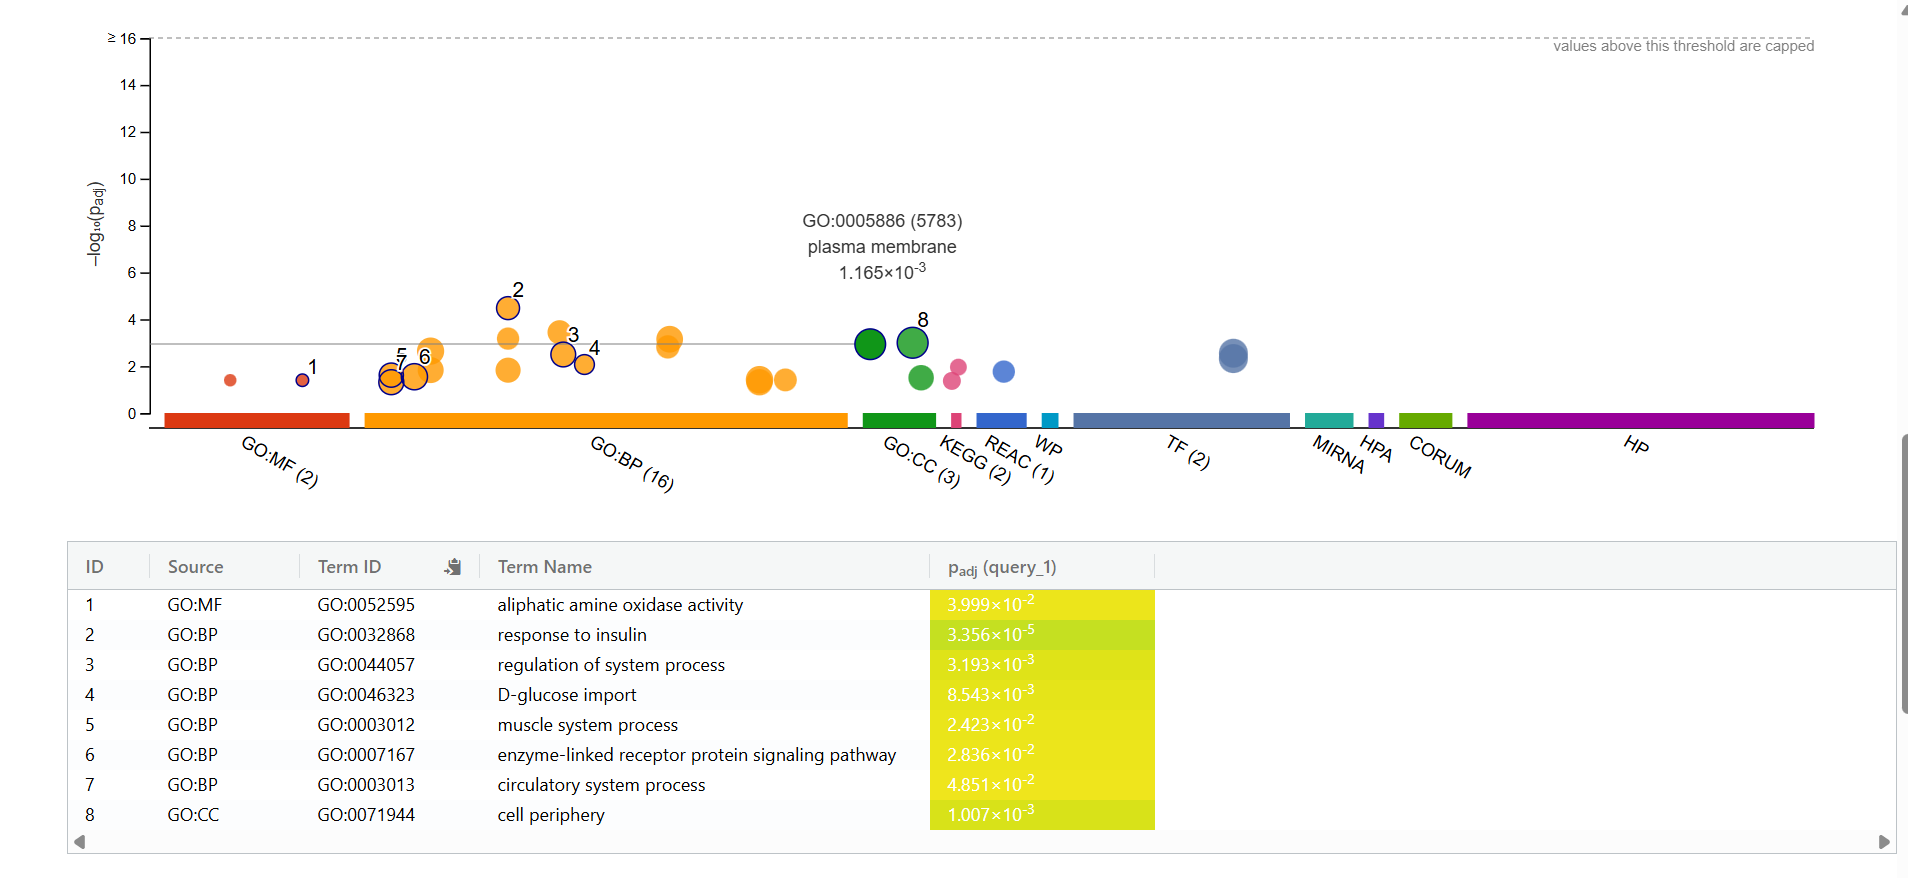 ≥ 16
values above this threshold are capped
14
12
10
8
6
4
2
0
−log₁₀(padj)
GO:0005886 (5783)
plasma membrane
1.165×10-3
1
2
3
4
5
6
7
8
GO:MF (2)
GO:BP (16)
GO:CC (3)
KEGG (2)
REAC (1)
WP
TF (2)
MIRNA
HPA
CORUM
HP
ID Source Term ID Term Name padj (query_1)
1 GO:MF GO:0052595 aliphatic amine oxidase activity 3.999×10-2
2 GO:BP GO:0032868 response to insulin 3.356×10-5
3 GO:BP GO:0044057 regulation of system process 3.193×10-3
4 GO:BP GO:0046323 D-glucose import 8.543×10-3
5 GO:BP GO:0003012 muscle system process 2.423×10-2
6 GO:BP GO:0007167 enzyme-linked receptor protein signaling pathway 2.836×10-2
7 GO:BP GO:0003013 circulatory system process 4.851×10-2
8 GO:CC GO:0071944 cell periphery 1.007×10-3